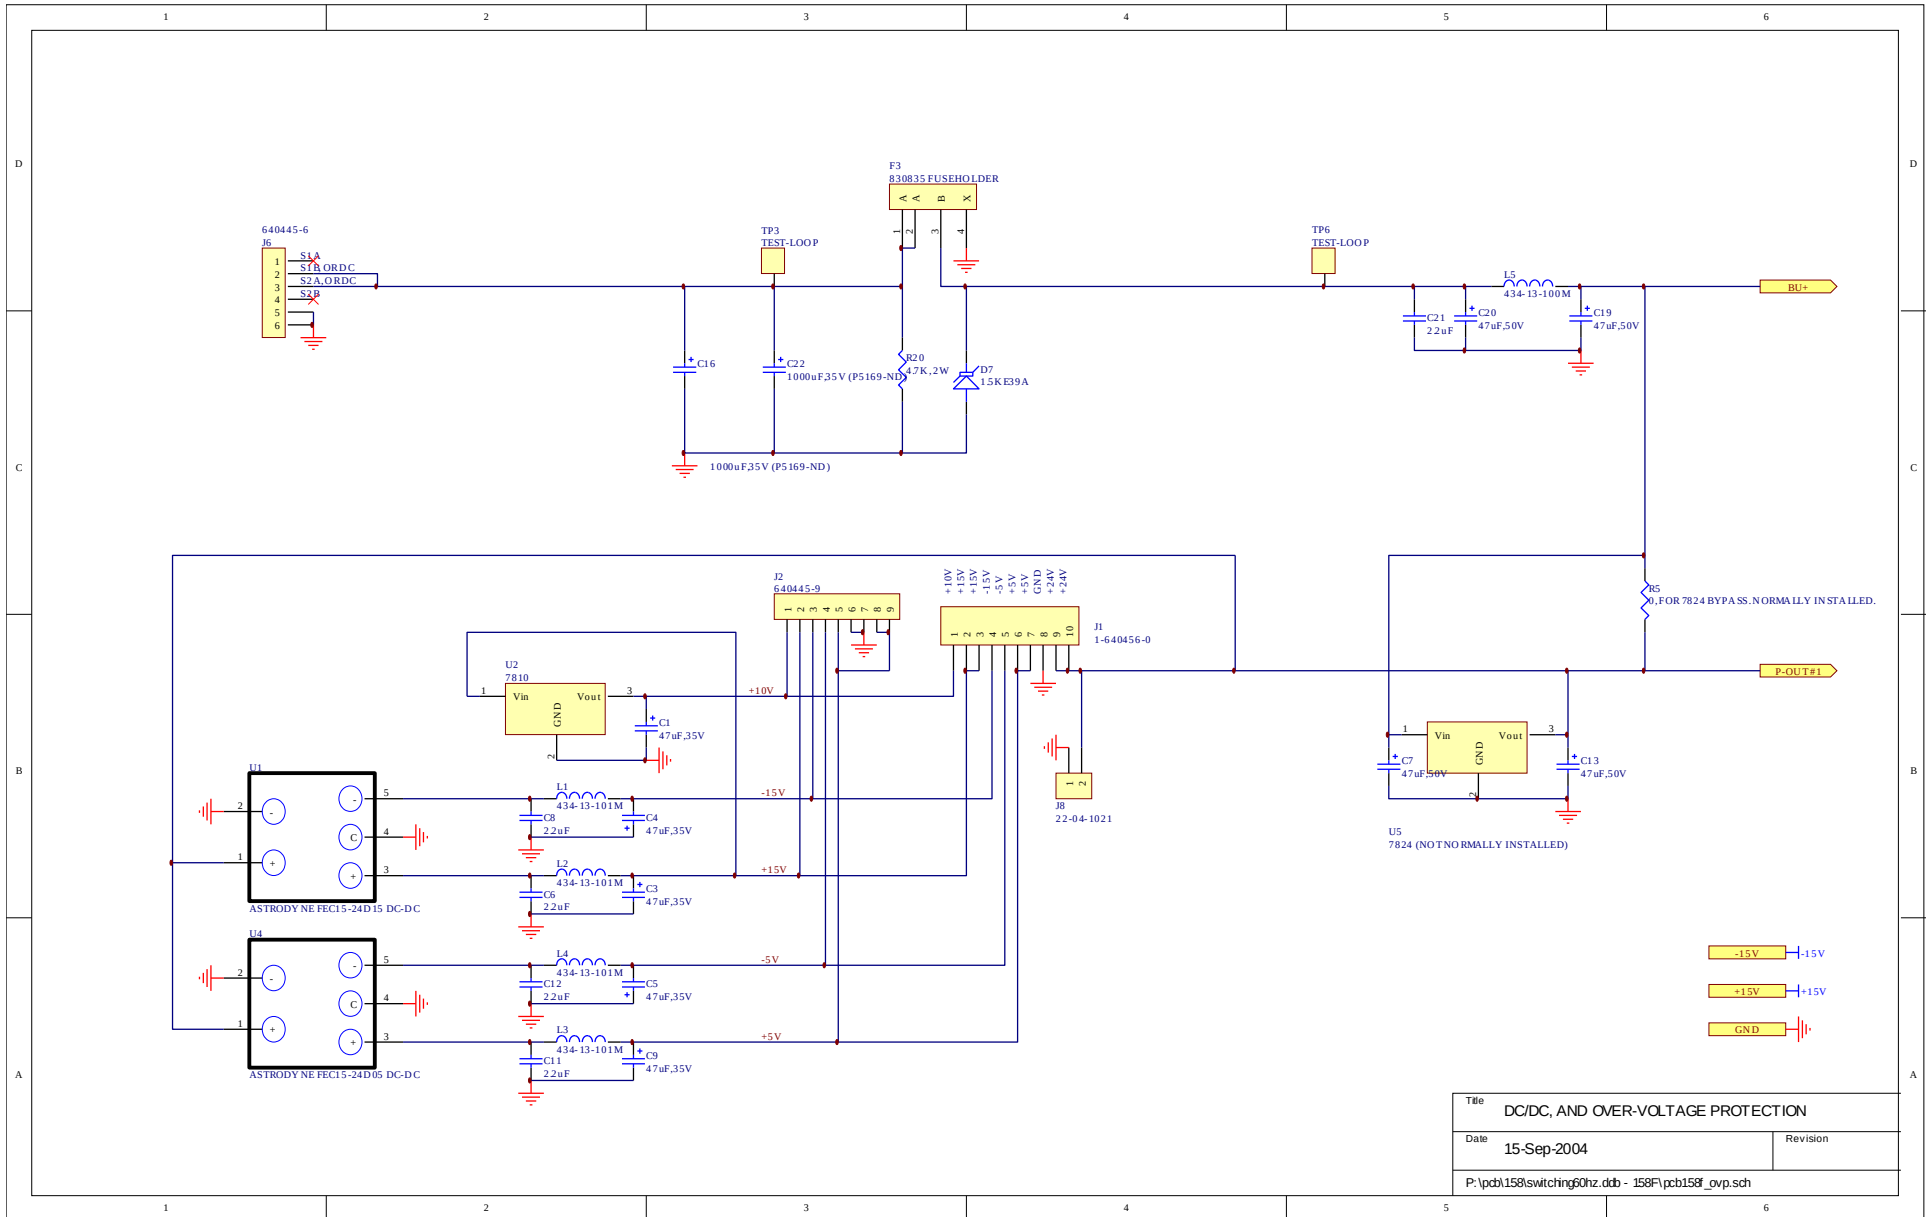 1 2 3 4 5 6
D D
F3
830835 FUSEHOLDER
A A B X
1 2 3 4
640445-6
J6
1 S1A
2 S1B,ORDC
3 S2A,ORDC
4 S2B
5
6
TP3
TEST-LOOP
TP6
TEST-LOOP
L5
434-13-100M
BU+
C21
2.2uF
C20
47uF,50V
C19
47uF,50V
C16
C22
1000uF,35V (P5169-ND)
R20
4.7K, 2W
D7
1.5KE39A
1000uF,35V (P5169-ND)
C C
J2
640445-9
1 2 3 4 5 6 7 8 9
+10V
+15V
+15V
-15V
-5V
+5V
+5V
GND
+24V
+24V
1 2 3 4 5 6 7 8 9 10
J1
1-640456-0
R5
0, FOR 7824 BYPASS. NORMALLY INSTALLED.
P-OUT#1
U2
7810
1 Vin Vout 3
GND
2
+10V
C1
47uF,35V
1 2
J8
22-04-1021
1 Vin Vout 3
GND
2
C7
47uF,50V
C13
47uF,50V
U5
7824 (NOT NORMALLY INSTALLED)
B B
U1
2 - - 5
C 4
1 + + 3
ASTRODYNE FEC15-24D15 DC-DC
L1
434-13-101M
-15V
C8
2.2uF
C4
47uF,35V
L2
434-13-101M
+15V
C6
2.2uF
C3
47uF,35V
U4
2 - - 5
C 4
1 + + 3
ASTRODYNE FEC15-24D05 DC-DC
L4
434-13-101M
-5V
C12
2.2uF
C5
47uF,35V
L3
434-13-101M
+5V
C11
2.2uF
C9
47uF,35V
-15V -15V
+15V +15V
GND
A A
Title
DC/DC, AND OVER-VOLTAGE PROTECTION
Date
15-Sep-2004
Revision
P:\pcb\158\switching60hz.ddb - 158F\pcb158f_ovp.sch
1 2 3 4 5 6